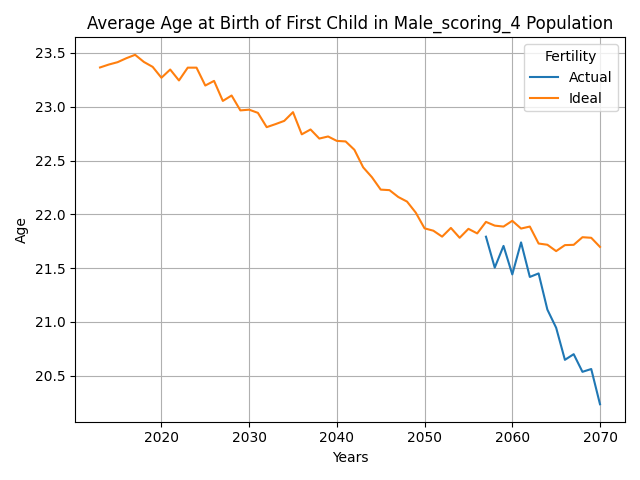 Average Age at Birth of First Child in Male_scoring_4 Population
Fertility
Actual
Ideal
Age
23.5
23.0
22.5
22.0
21.5
21.0
20.5
2020 2030 2040 2050 2060 2070
Years